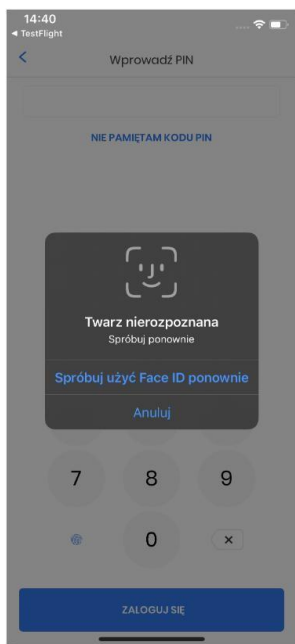 14:40
◀ TestFlight
Wprowadź PIN
NIE PAMIĘTAM KODU PIN
Twarz nierozpoznana
Spróbuj ponownie
Spróbuj użyć Face ID ponownie
Anuluj
7 8 9
0
ZALOGUJ SIĘ